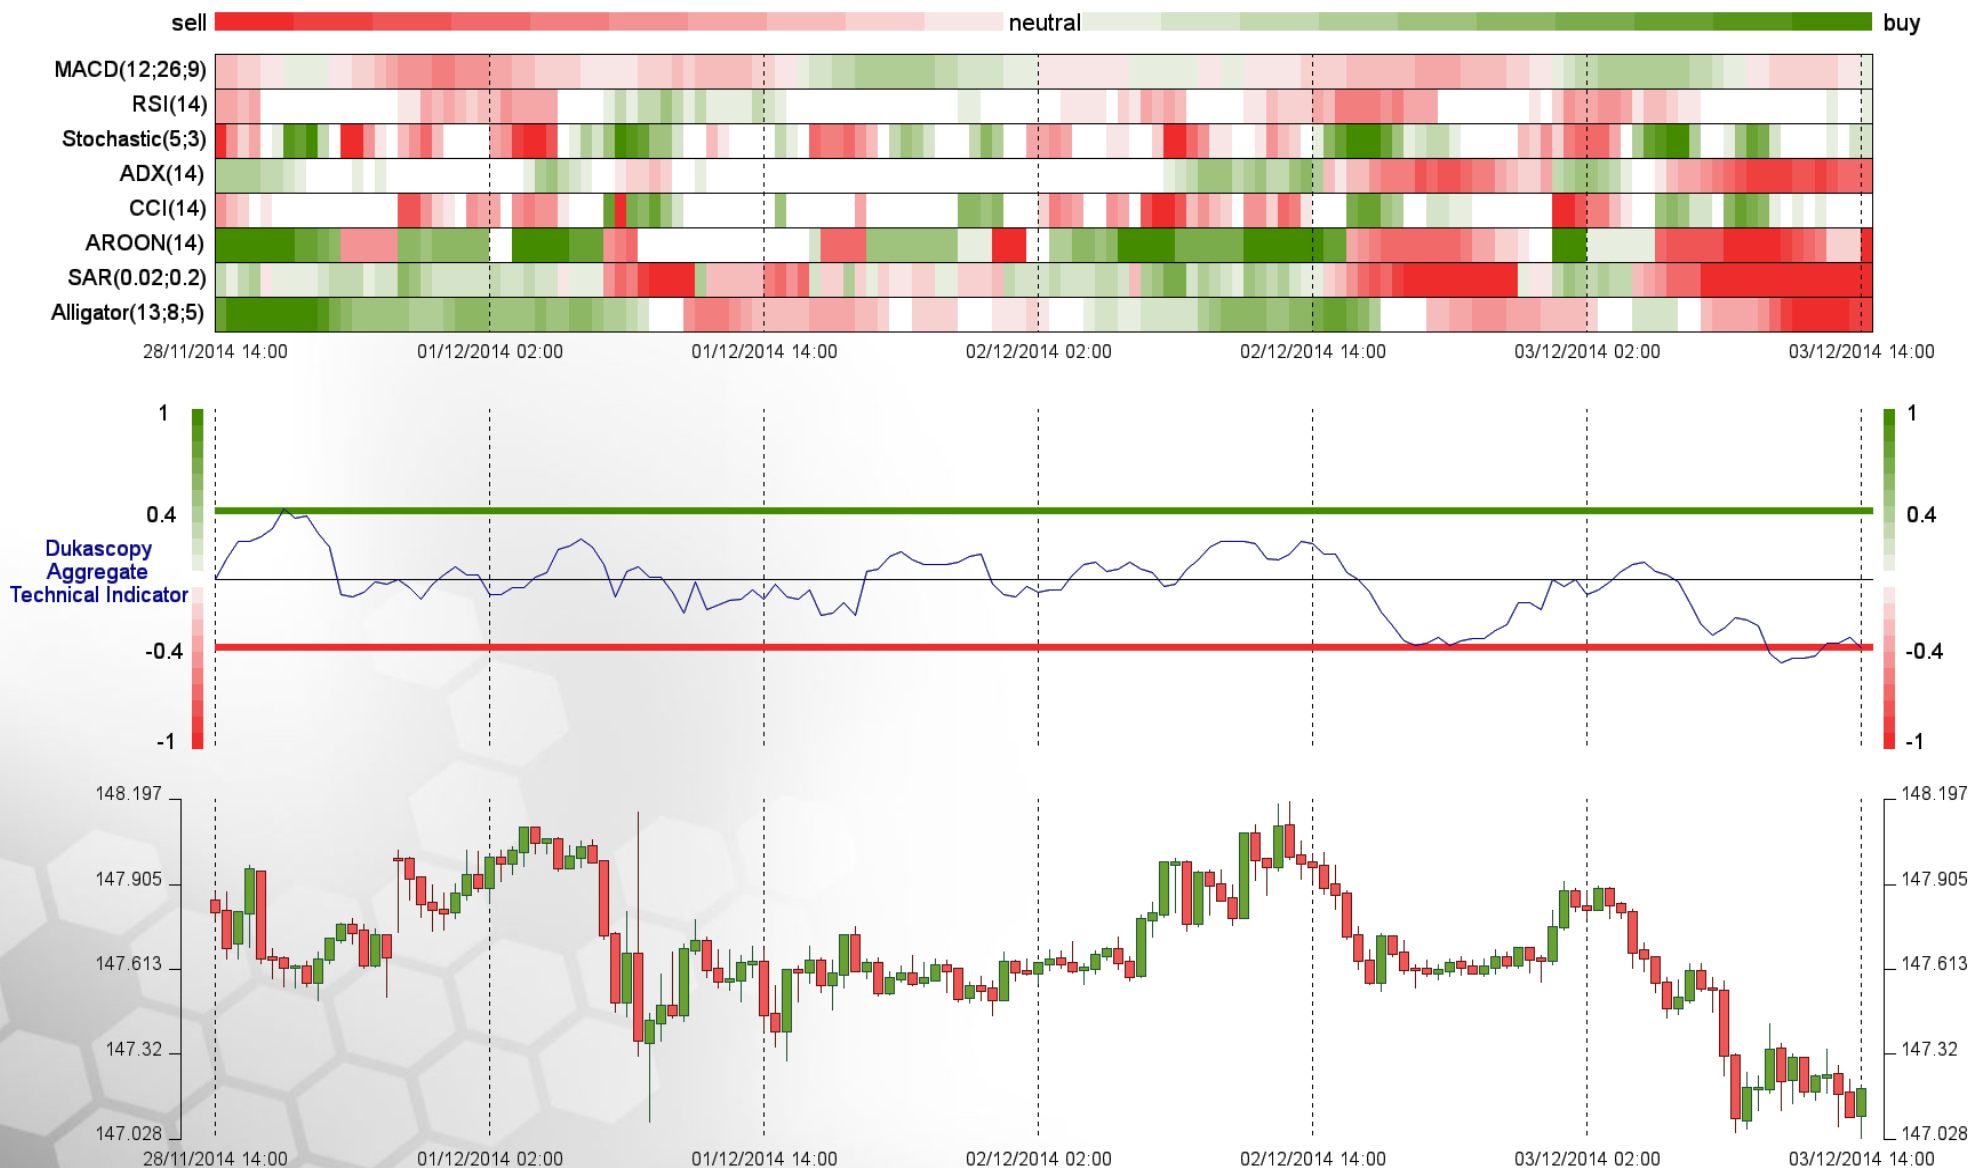 sell neutral buy
MACD(12;26;9)
RSI(14)
Stochastic(5;3)
ADX(14)
CCI(14)
AROON(14)
SAR(0.02;0.2)
Alligator(13;8;5)
28/11/2014 14:00 01/12/2014 02:00 01/12/2014 14:00 02/12/2014 02:00 02/12/2014 14:00 03/12/2014 02:00 03/12/2014 14:00
1 1
0.4 0.4
Dukascopy
Aggregate
Technical Indicator
-0.4 -0.4
-1 -1
148.197 148.197
147.905 147.905
147.613 147.613
147.32 147.32
147.028 147.028
28/11/2014 14:00 01/12/2014 02:00 01/12/2014 14:00 02/12/2014 02:00 02/12/2014 14:00 03/12/2014 02:00 03/12/2014 14:00